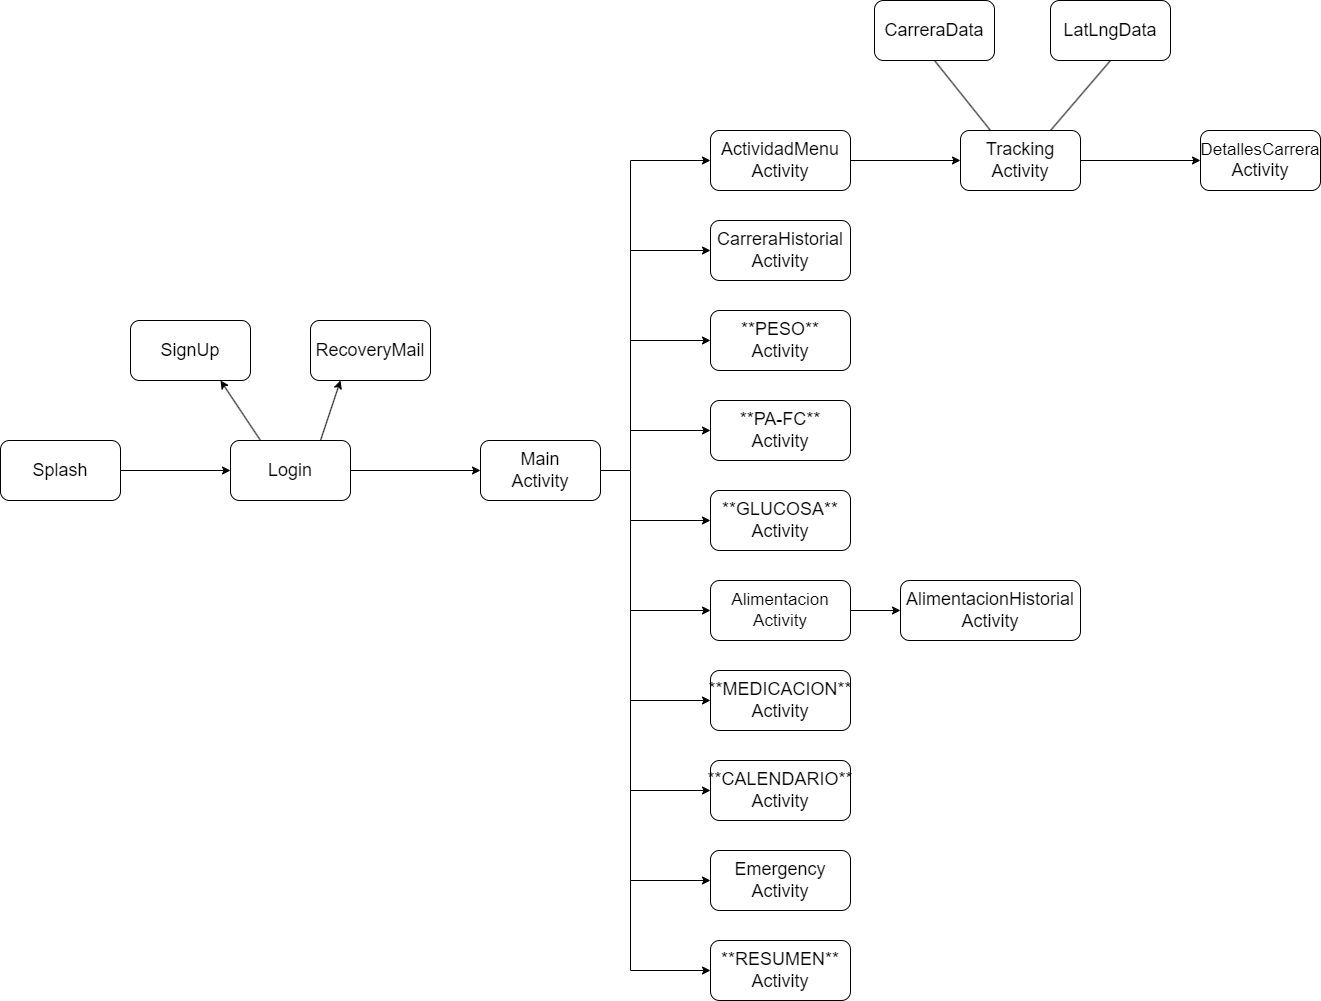 CarreraData
LatLngData
ActividadMenu
Activity
Tracking
Activity
DetallesCarrera
Activity
CarreraHistorial
Activity
SignUp
RecoveryMail
**PESO**
Activity
**PA-FC**
Activity
Splash
Login
Main
Activity
**GLUCOSA**
Activity
Alimentacion
Activity
AlimentacionHistorial
Activity
**MEDICACION**
Activity
**CALENDARIO**
Activity
Emergency
Activity
**RESUMEN**
Activity